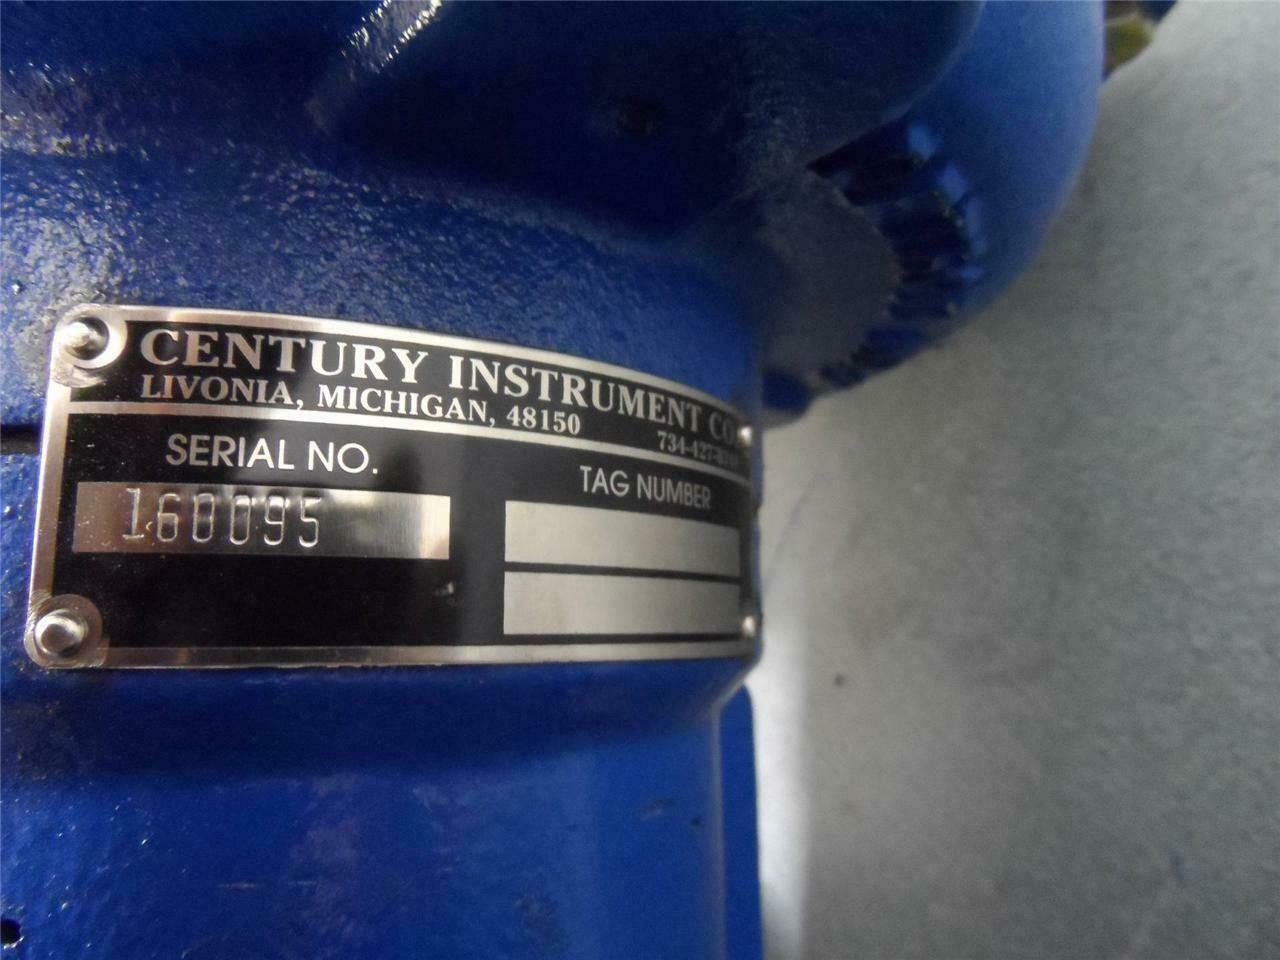 CENTURY INSTRUMENT CO.
LIVONIA, MICHIGAN, 48150
SERIAL NO.
TAG NUMBER
160095